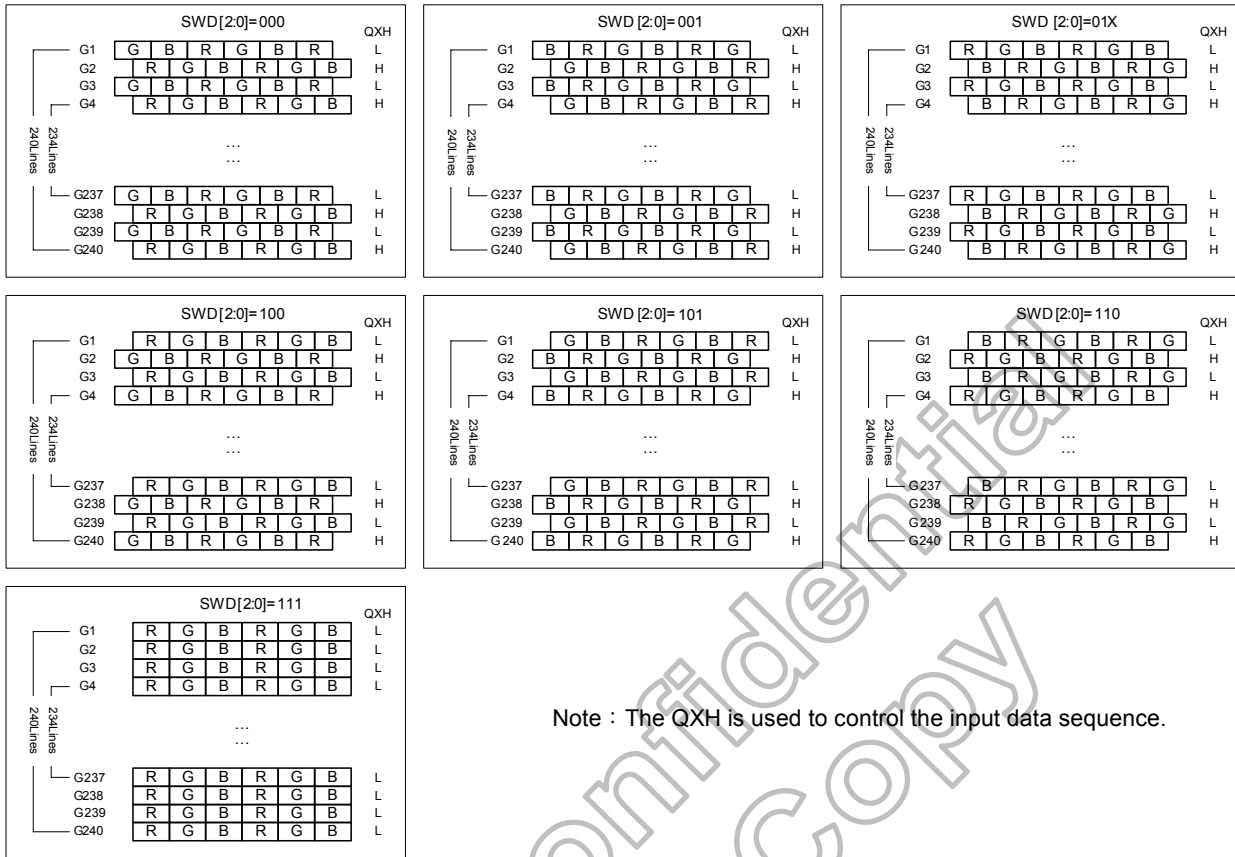 SWD[2:0]=000
QXH
G1 G B R G B R L
G2 R G B R G B H
G3 G B R G B R L
G4 R G B R G B H
240Lines
234Lines
...
...
G237 G B R G B R L
G238 R G B R G B H
G239 G B R G B R L
G240 R G B R G B H
SWD[2:0]=001
QXH
G1 B R G B R G L
G2 G B R G B R H
G3 B R G B R G L
G4 G B R G B R H
240Lines
234Lines
...
...
G237 B R G B R G L
G238 G B R G B R H
G239 B R G B R G L
G240 G B R G B R H
SWD [2:0]=01X
QXH
G1 R G B R G B L
G2 B R G B R G H
G3 R G B R G B L
G4 B R G B R G H
240Lines
234Lines
...
...
G237 R G B R G B L
G238 B R G B R G H
G239 R G B R G B L
G240 B R G B R G H
SWD[2:0]=100
QXH
G1 R G B R G B L
G2 G B R G B R H
G3 R G B R G B L
G4 G B R G B R H
240Lines
234Lines
...
...
G237 R G B R G B L
G238 G B R G B R H
G239 R G B R G B L
G240 G B R G B R H
SWD[2:0]=101
QXH
G1 G B R G B R L
G2 B R G B R G H
G3 G B R G B R L
G4 B R G B R G H
240Lines
234Lines
...
...
G237 G B R G B R L
G238 B R G B R G H
G239 G B R G B R L
G240 B R G B R G H
SWD[2:0]=110
QXH
G1 B R G B R G L
G2 R G B R G B H
G3 B R G B R G L
G4 R G B R G B H
240Lines
234Lines
...
...
G237 B R G B R G L
G238 R G B R G B H
G239 B R G B R G L
G240 R G B R G B H
SWD[2:0]=111
QXH
G1 R G B R G B L
G2 R G B R G B L
G3 R G B R G B L
G4 R G B R G B L
240Lines
234Lines
...
...
G237 R G B R G B L
G238 R G B R G B L
G239 R G B R G B L
G240 R G B R G B L
Note：The QXH is used to control the input data sequence.
onfidential
Copy